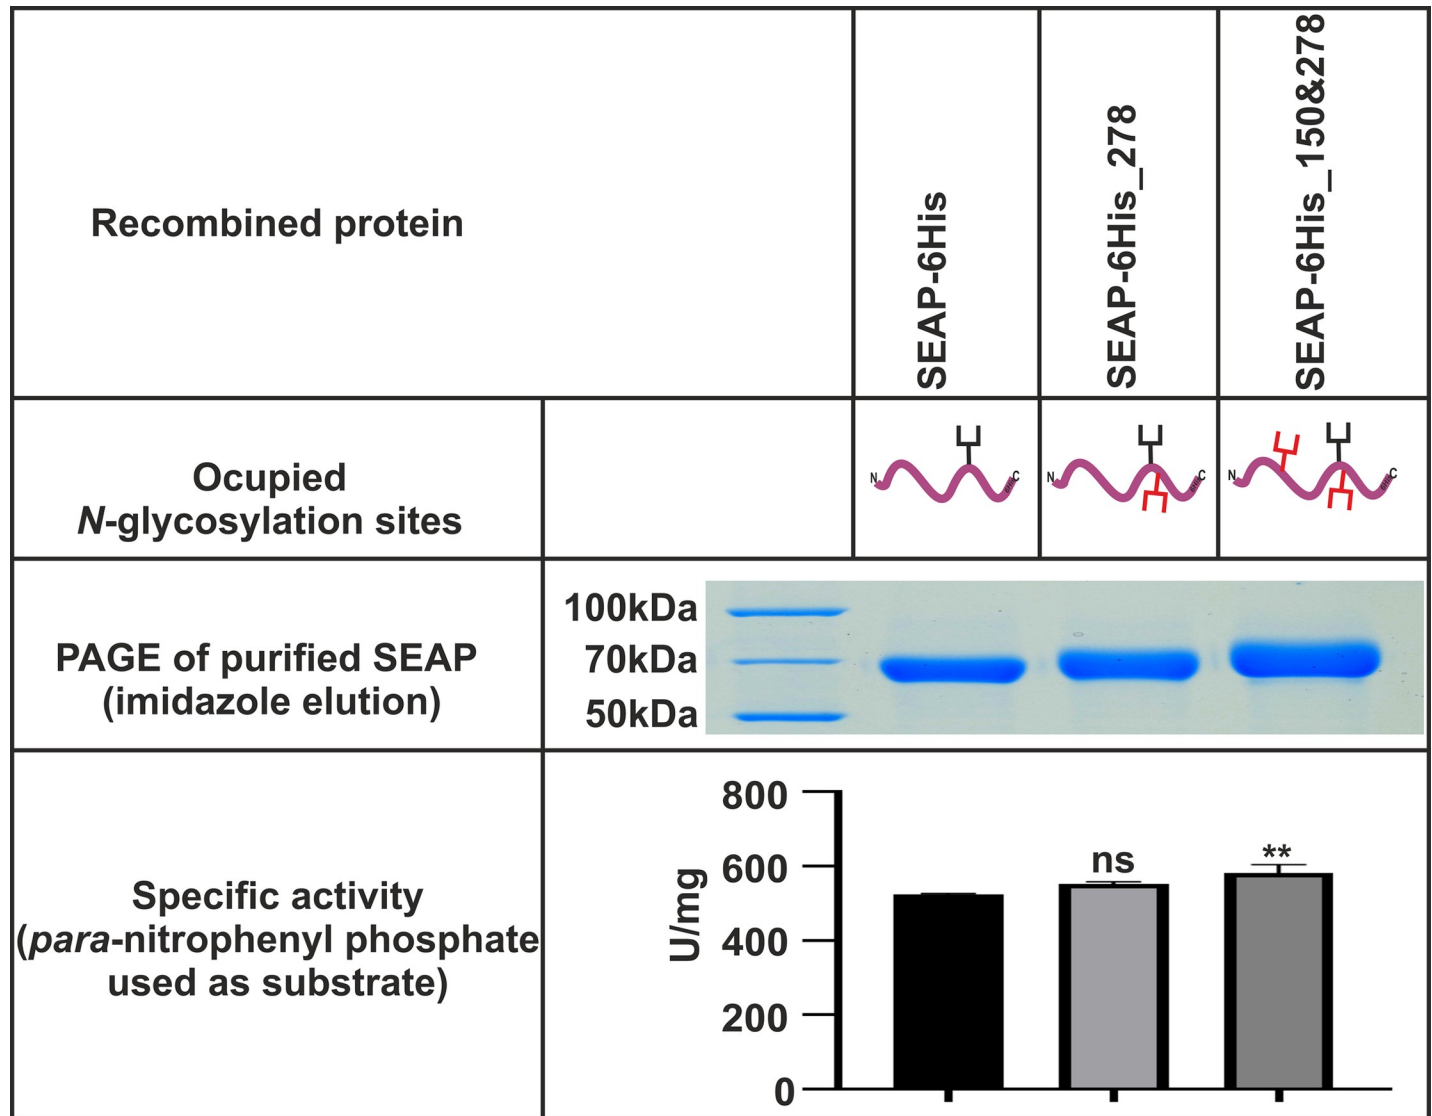 Recombined protein
SEAP-6His
SEAP-6His_278
SEAP-6His_150&278
Ocupied
N-glycosylation sites
N
C
N
C
N
C
PAGE of purified SEAP
(imidazole elution)
100kDa
70kDa
50kDa
Specific activity
(para-nitrophenyl phosphate
used as substrate)
U/mg
800
600
400
200
0
ns
**